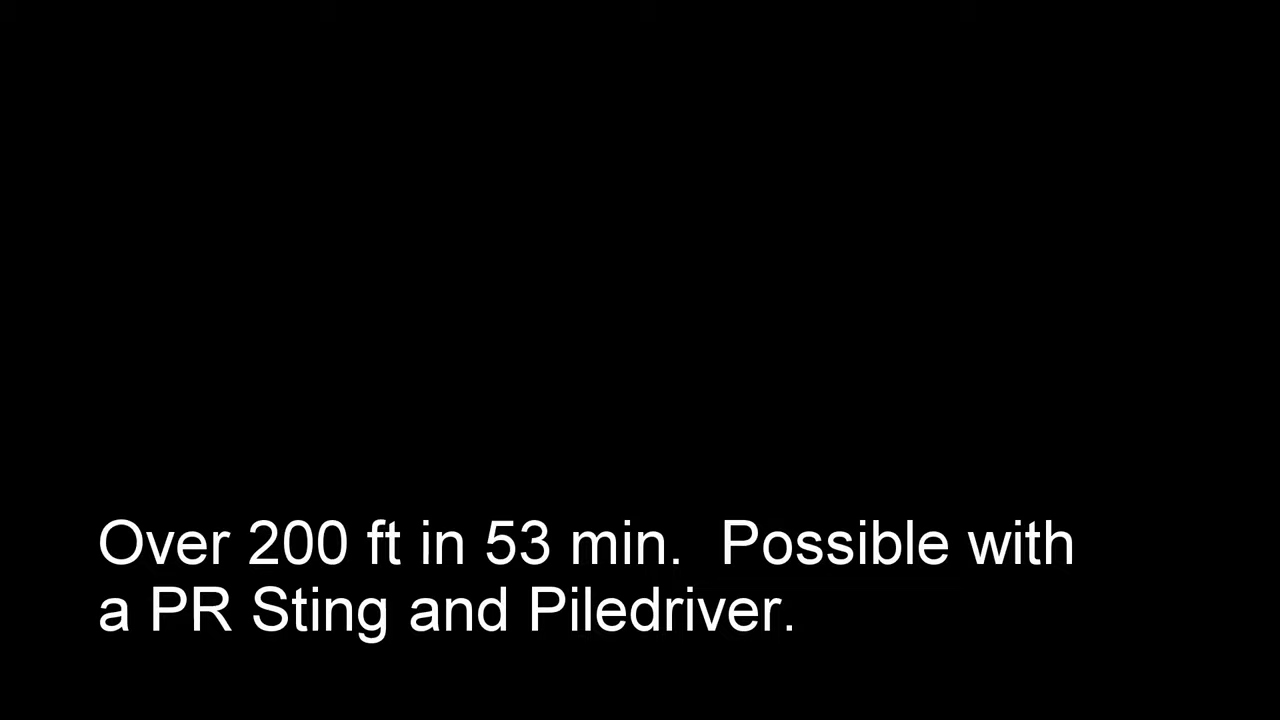 Over 200 ft in 53 min.  Possible with
a PR Sting and Piledriver.